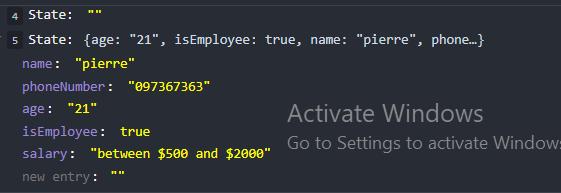 4 State: ""
5 State: {age: "21", isEmployee: true, name: "pierre", phone…}
name: "pierre"
phoneNumber: "097367363"
age: "21"
isEmployee: true
salary: "between $500 and $2000"
new entry: ""
Activate Windows
Go to Settings to activate Windows